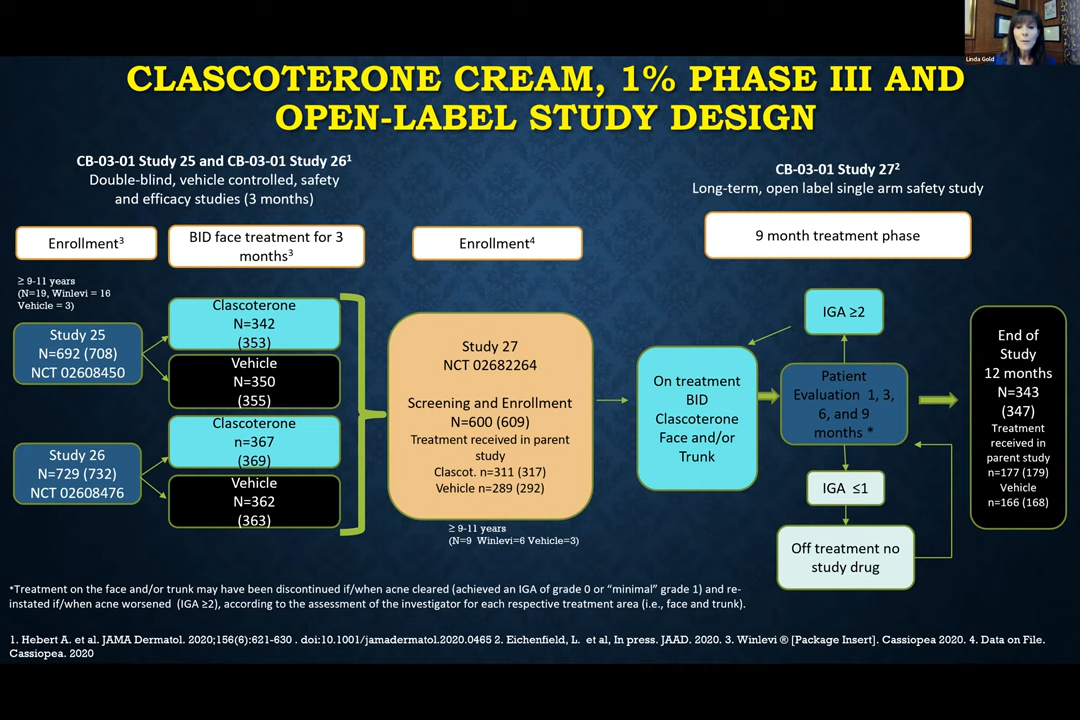 Linda Gold
CLASCOTERONE CREAM, 1% PHASE III AND
OPEN-LABEL STUDY DESIGN
CB-03-01 Study 25 and CB-03-01 Study 26¹
Double-blind, vehicle controlled, safety
and efficacy studies (3 months)
CB-03-01 Study 27²
Long-term, open label single arm safety study
Enrollment³
BID face treatment for 3
months³
Enrollment⁴
9 month treatment phase
≥ 9-11 years
(N=19, Winlevi = 16
Vehicle = 3)
Study 25
N=692 (708)
NCT 02608450
Clascoterone
N=342
(353)
Vehicle
N=350
(355)
Study 26
N=729 (732)
NCT 02608476
Clascoterone
n=367
(369)
Vehicle
N=362
(363)
Study 27
NCT 02682264
Screening and Enrollment
N=600 (609)
Treatment received in parent
study
Clascot. n=311 (317)
Vehicle n=289 (292)
≥ 9-11 years
(N=9 Winlevi=6 Vehicle=3)
On treatment
BID
Clascoterone
Face and/or
Trunk
IGA ≥2
Patient
Evaluation 1, 3,
6, and 9
months *
IGA ≤1
Off treatment no
study drug
End of
Study
12 months
N=343
(347)
Treatment
received in
parent study
n=177 (179)
Vehicle
n=166 (168)
*Treatment on the face and/or trunk may have been discontinued if/when acne cleared (achieved an IGA of grade 0 or “minimal” grade 1) and re-
instated if/when acne worsened (IGA ≥2), according to the assessment of the investigator for each respective treatment area (i.e., face and trunk).
1. Hebert A. et al. JAMA Dermatol. 2020;156(6):621-630 . doi:10.1001/jamadermatol.2020.0465 2. Eichenfield, L. et al, In press. JAAD. 2020. 3. Winlevi ® [Package Insert]. Cassiopea 2020. 4. Data on File.
Cassiopea. 2020